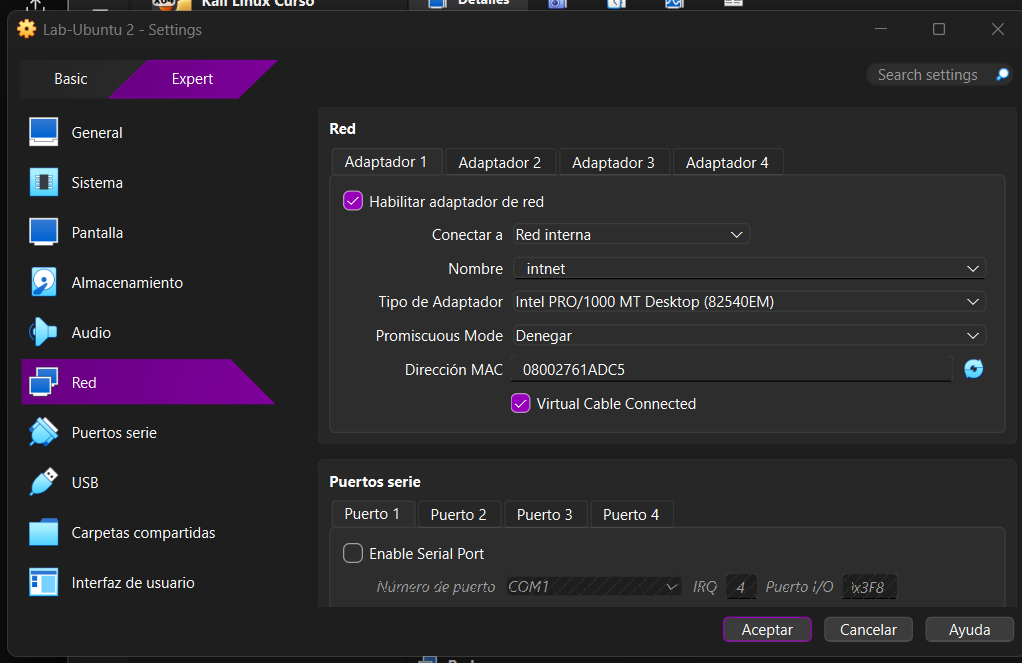 Kali Linux Curso
Detalles
Lab-Ubuntu 2 - Settings
Basic
Expert
Search settings
General
Sistema
Pantalla
Almacenamiento
Audio
Red
Puertos serie
USB
Carpetas compartidas
Interfaz de usuario
Red
Adaptador 1 Adaptador 2 Adaptador 3 Adaptador 4
Habilitar adaptador de red
Conectar a Red interna
Nombre intnet
Tipo de Adaptador Intel PRO/1000 MT Desktop (82540EM)
Promiscuous Mode Denegar
Dirección MAC 08002761ADC5
Virtual Cable Connected
Puertos serie
Puerto 1 Puerto 2 Puerto 3 Puerto 4
Enable Serial Port
Número de puerto COM1 IRQ 4 Puerto i/O 0x3F8
Aceptar Cancelar Ayuda